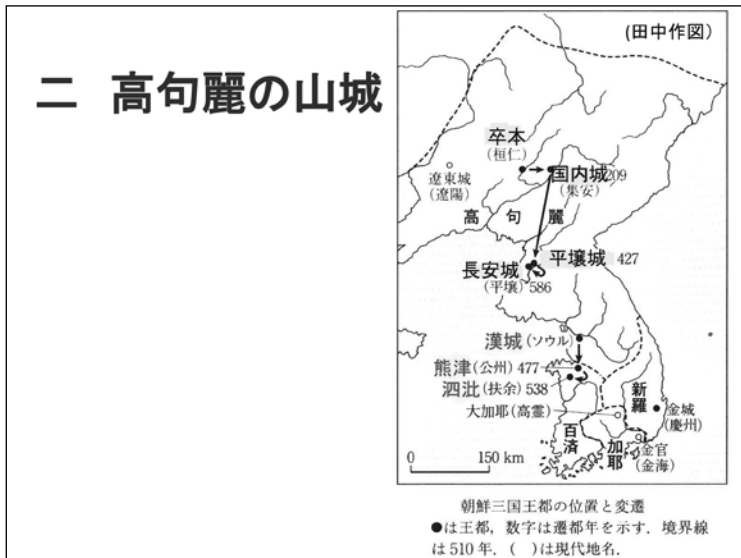 二 高句麗の山城
(田中作図)
卒本
(桓仁)
遼東城
(遼陽)
国内城209
(集安)
高句麗
平壌城 427
長安城
(平壌) 586
漢城(ソウル)
熊津(公州) 477
泗沘(扶余) 538
大加耶(高霊)
新羅
金城
(慶州)
百済
加耶
金官
(金海)
0 150 km
朝鮮三国王都の位置と変遷
●は王都, 数字は遷都年を示す. 境界線
は510年. ( )は現代地名.